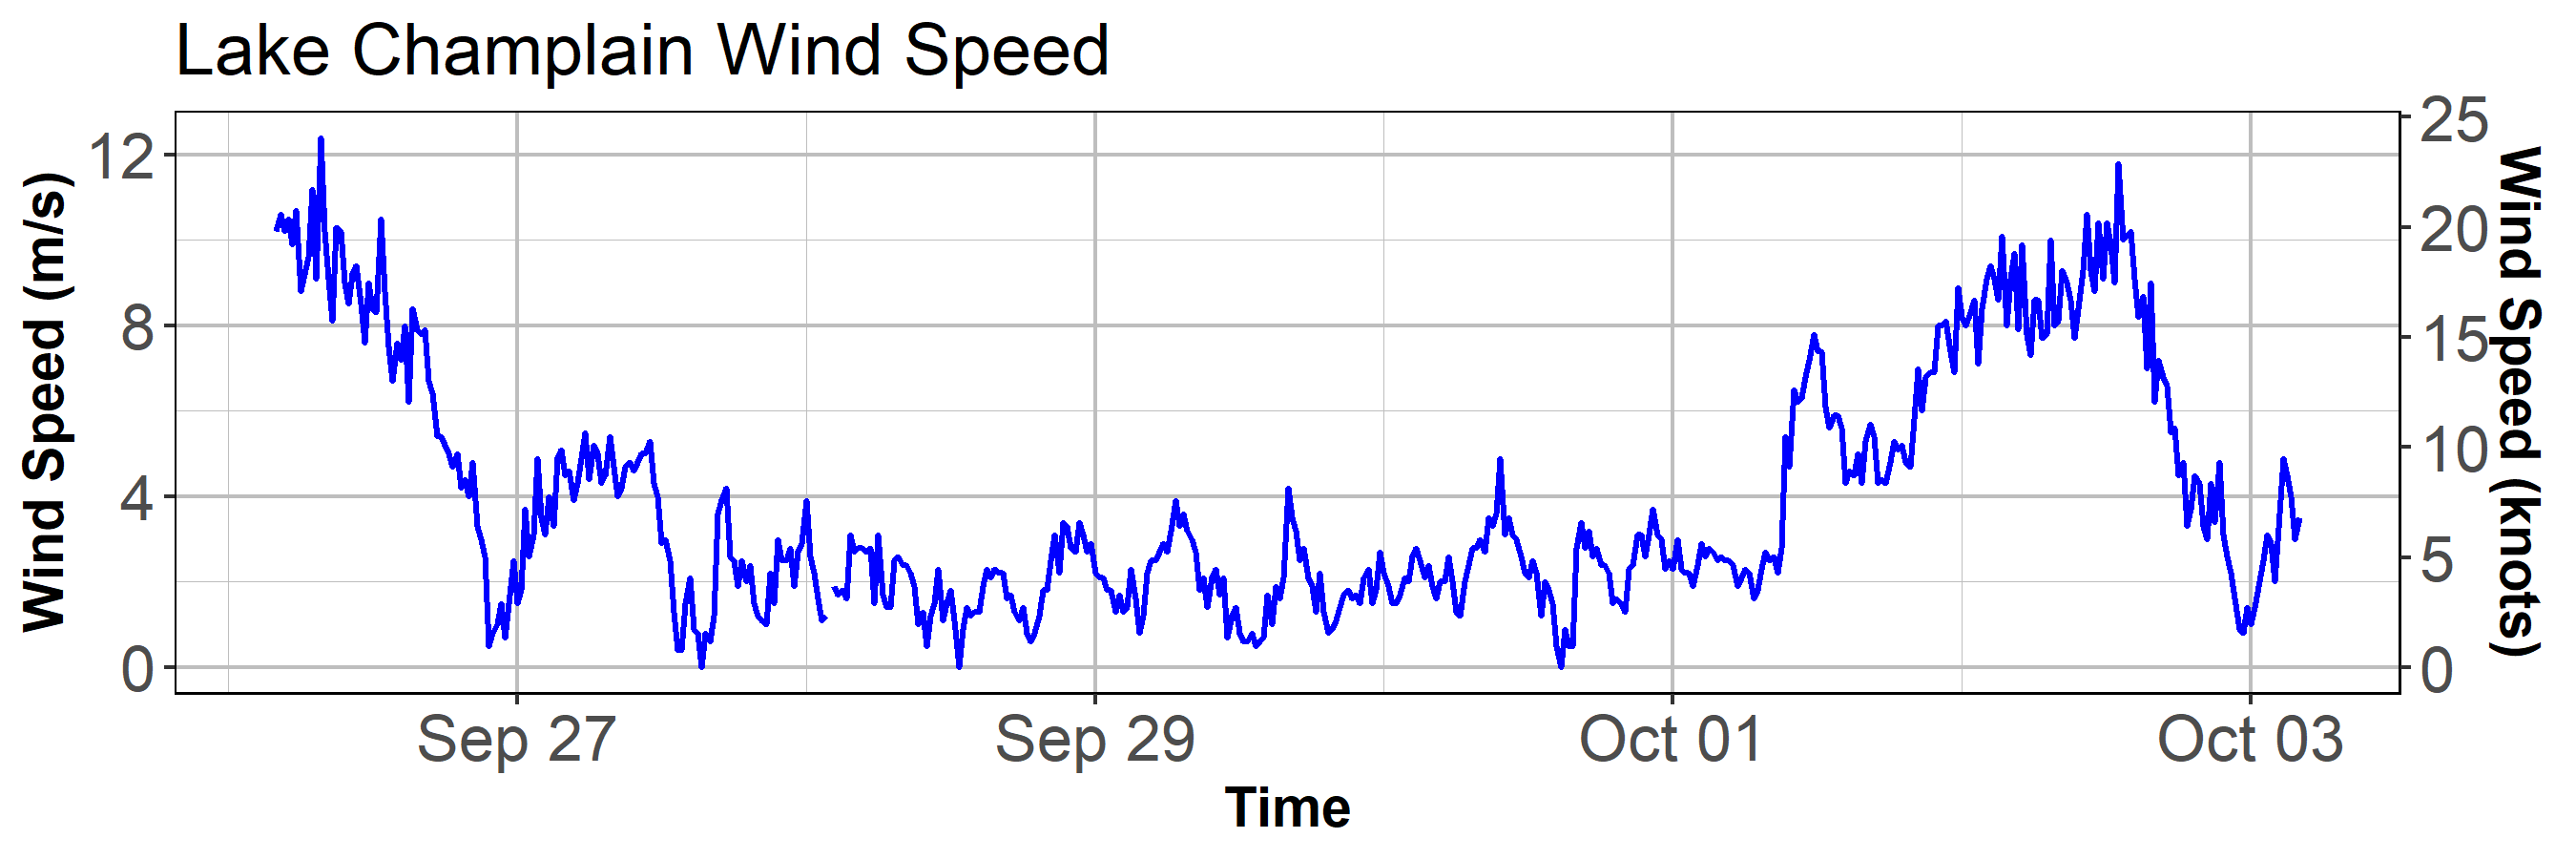 Lake Champlain Wind Speed
Wind Speed (m/s)
12
8
4
0
25
20
15
10
5
0
Wind Speed (knots)
Sep 27
Sep 29
Oct 01
Oct 03
Time